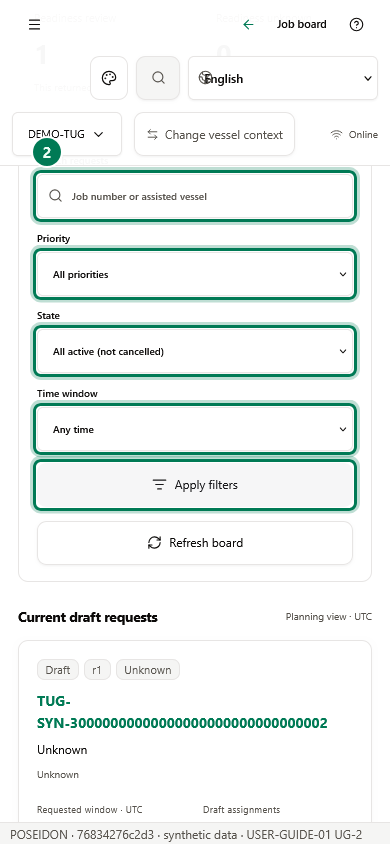 Job board
English
DEMO-TUG
Change vessel context
Online
2
Job number or assisted vessel
Priority
All priorities
State
All active (not cancelled)
Time window
Any time
Apply filters
Refresh board
Current draft requests
Planning view · UTC
Draft
r1
Unknown
TUG-
SYN-30000000000000000000000000000002
Unknown
Unknown
Requested window · UTC
Draft assignments
POSEIDON · 76834276c2d3 · synthetic data · USER-GUIDE-01 UG-2